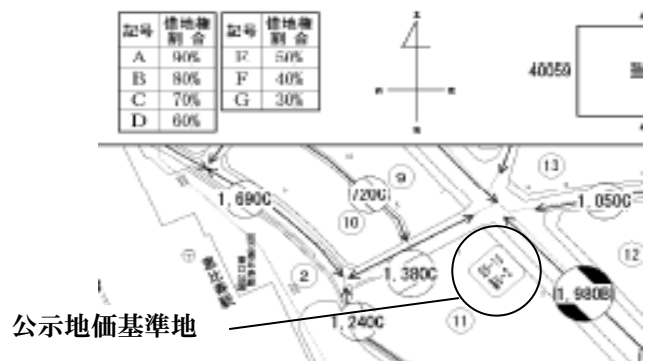 記号 借地権割合 記号 借地権割合
A 90% E 50%
B 80% F 40%
C 70% G 30%
D 60%
40059
13
9
1,690C
720C
1,050C
10
12
2
1,380C
1,980B
公示地価基準地
1,240C
11